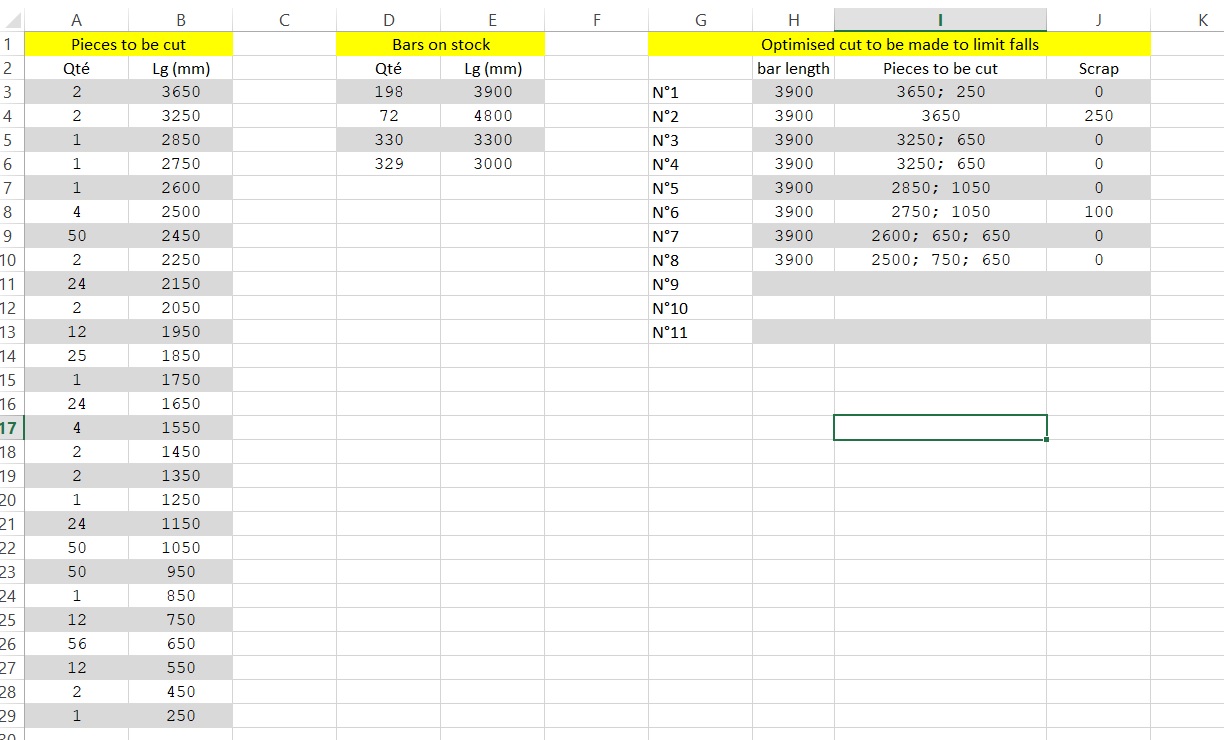 A B C D E F G H I J K
1 Pieces to be cut Bars on stock Optimised cut to be made to limit falls
2 Qté Lg (mm) Qté Lg (mm) bar length Pieces to be cut Scrap
3 2 3650 198 3900 N°1 3900 3650; 250 0
4 2 3250 72 4800 N°2 3900 3650 250
5 1 2850 330 3300 N°3 3900 3250; 650 0
6 1 2750 329 3000 N°4 3900 3250; 650 0
7 1 2600 N°5 3900 2850; 1050 0
8 4 2500 N°6 3900 2750; 1050 100
9 50 2450 N°7 3900 2600; 650; 650 0
10 2 2250 N°8 3900 2500; 750; 650 0
11 24 2150 N°9
12 2 2050 N°10
13 12 1950 N°11
14 25 1850
15 1 1750
16 24 1650
17 4 1550
18 2 1450
19 2 1350
20 1 1250
21 24 1150
22 50 1050
23 50 950
24 1 850
25 12 750
26 56 650
27 12 550
28 2 450
29 1 250